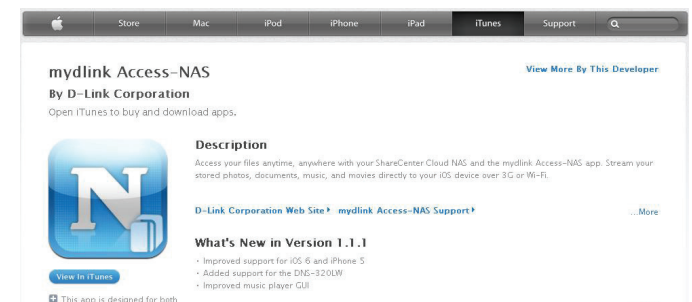 Store Mac iPod iPhone iPad iTunes Support
mydlink Access-NAS
View More By This Developer
By D-Link Corporation
Open iTunes to buy and download apps.
N
Description
Access your files anytime, anywhere with your ShareCenter Cloud NAS and the mydlink Access-NAS app. Stream your
stored photos, documents, music, and movies directly to your iOS device over 3G or Wi-Fi.
D-Link Corporation Web Site mydlink Access-NAS Support
...More
What's New in Version 1.1.1
• Improved support for iOS 6 and iPhone 5
• Added support for the DNS-320LW
• Improved music player GUI
View In iTunes
This app is designed for both